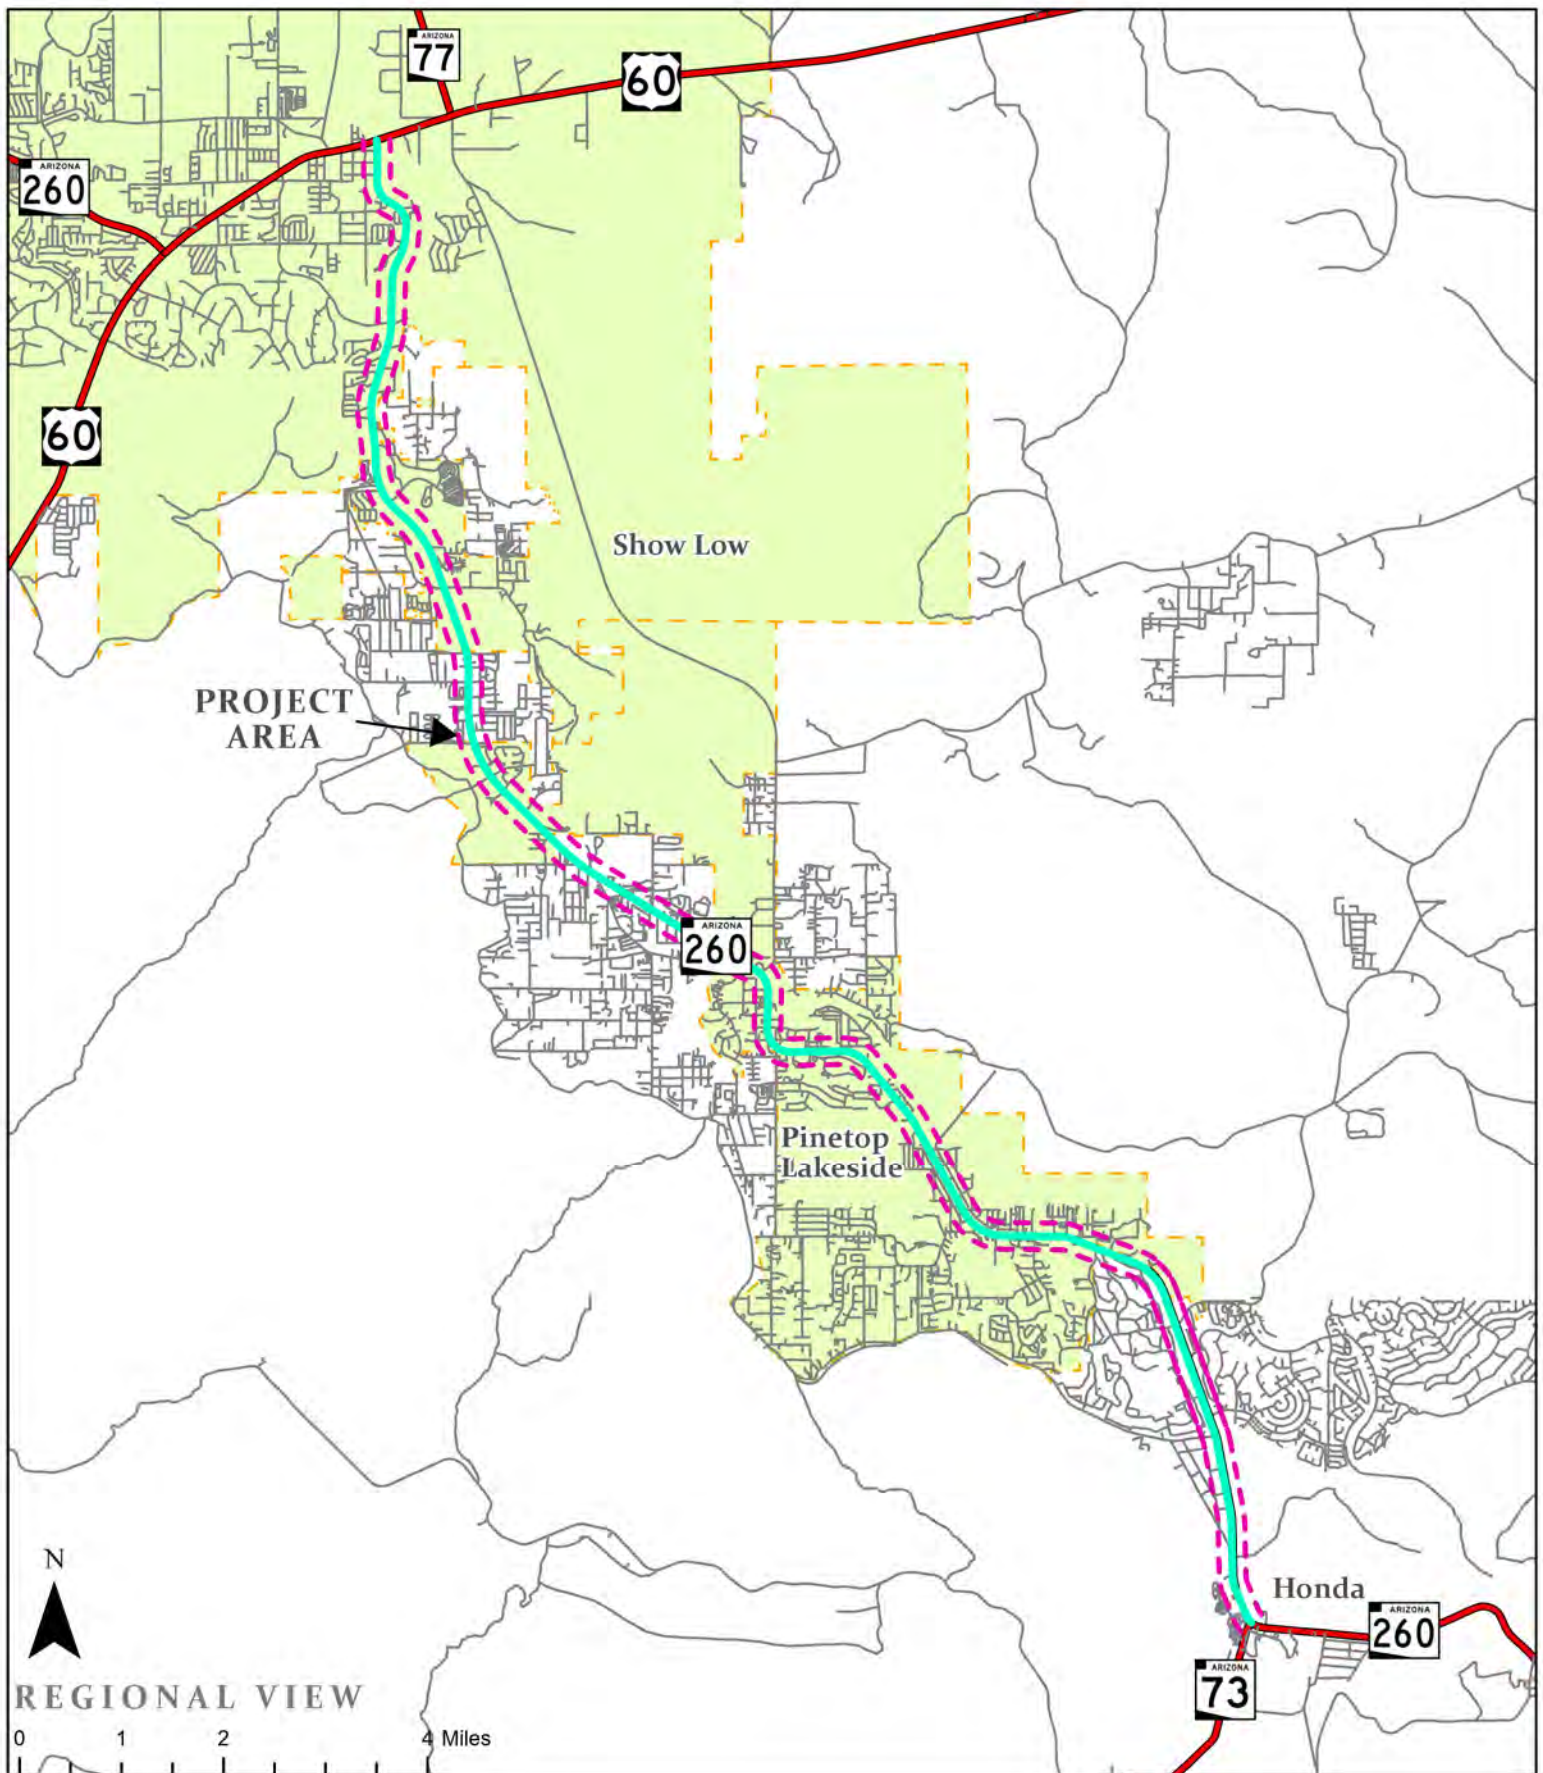 ARIZONA
77
60
ARIZONA
260
60
Show Low
PROJECT
AREA
ARIZONA
260
Pinetop
Lakeside
N
Honda
ARIZONA
260
ARIZONA
73
REGIONAL VIEW
0 1 2 4 Miles